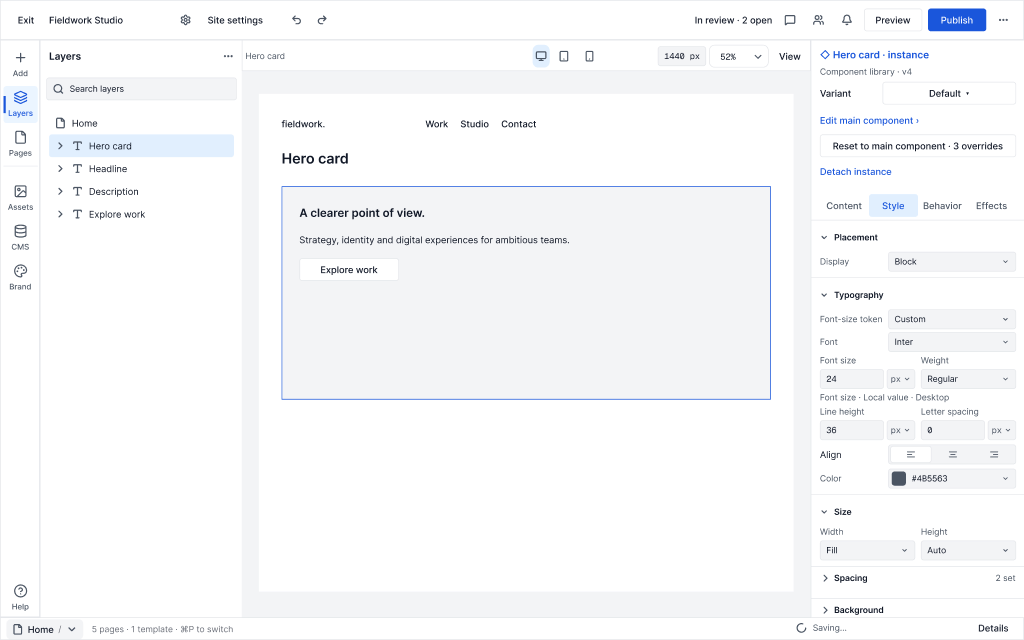 Exit Fieldwork Studio Site settings In review · 2 open Preview Publish
Add
Layers
Pages
Assets
CMS
Brand
Help
Layers
Search layers
Home
Hero card
Headline
Description
Explore work
Hero card 1440 px 52% View
fieldwork. Work Studio Contact
Hero card
A clearer point of view.
Strategy, identity and digital experiences for ambitious teams.
Explore work
Hero card · instance
Component library · v4
Variant Default
Edit main component ›
Reset to main component · 3 overrides
Detach instance
Content Style Behavior Effects
Placement
Display Block
Typography
Font-size token Custom
Font Inter
Font size Weight
24 px Regular
Font size · Local value · Desktop
Line height Letter spacing
36 px 0 px
Align
Color #4B5563
Size
Width Height
Fill Auto
Spacing 2 set
Background
Home / 5 pages · 1 template · ⌘P to switch Saving... Details